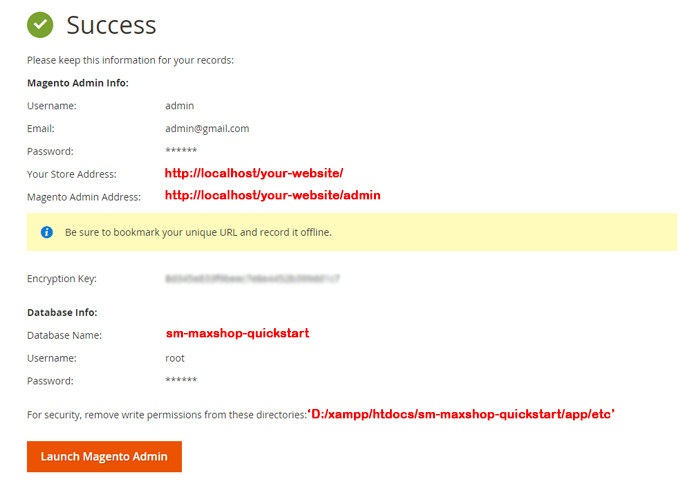 Success
Please keep this information for your records:
Magento Admin Info:
Username: admin
Email: admin@gmail.com
Password: ******
Your Store Address: http://localhost/your-website/
Magento Admin Address: http://localhost/your-website/admin
Be sure to bookmark your unique URL and record it offline.
Encryption Key:
Database Info:
Database Name: sm-maxshop-quickstart
Username: root
Password: ******
For security, remove write permissions from these directories:‘D:/xampp/htdocs/sm-maxshop-quickstart/app/etc’
Launch Magento Admin